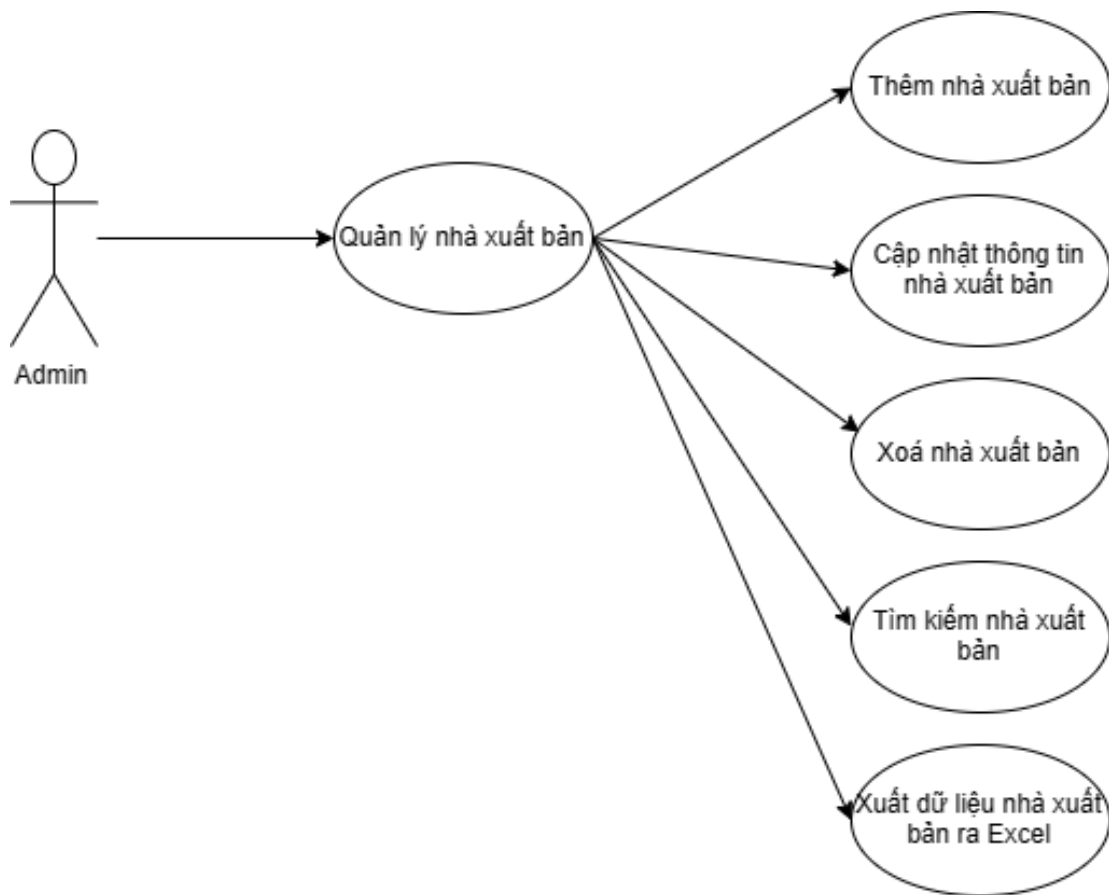 Thêm nhà xuất bản
Quản lý nhà xuất bản
Cập nhật thông tin
nhà xuất bản
Admin
Xoá nhà xuất bản
Tìm kiếm nhà xuất
bản
Xuất dữ liệu nhà xuất
bản ra Excel